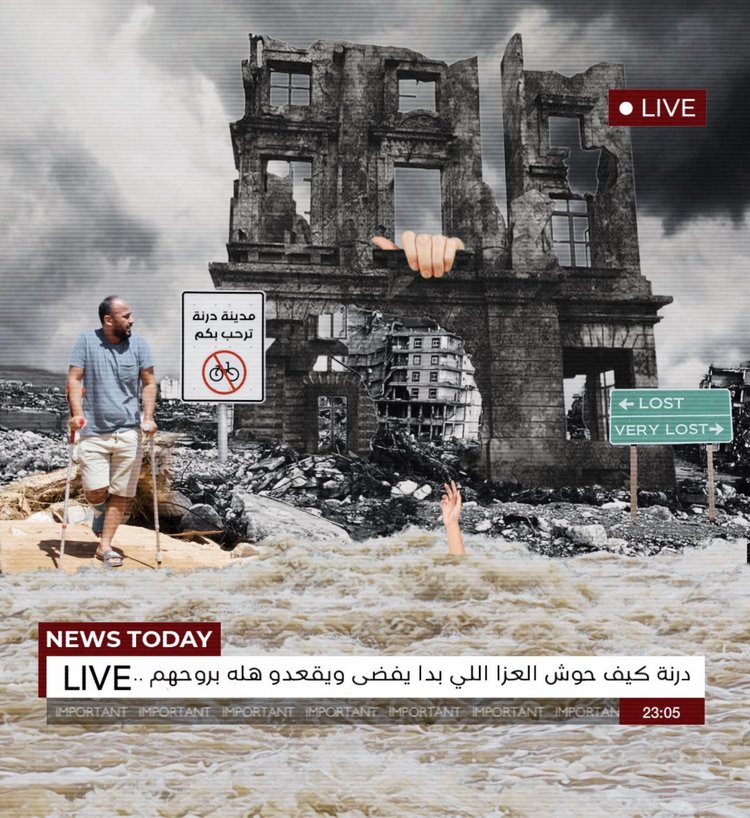 LIVE
مدينة درنة
ترحب بكم
LOST
VERY LOST
NEWS TODAY
LIVE
درنة كيف حوش العزا اللي بدا يفضى ويقعدو هله بروحهم ..
IMPORTANT IMPORTANT IMPORTANT IMPORTANT IMPORTANT IMPORTANT IMPORTAN
23:05